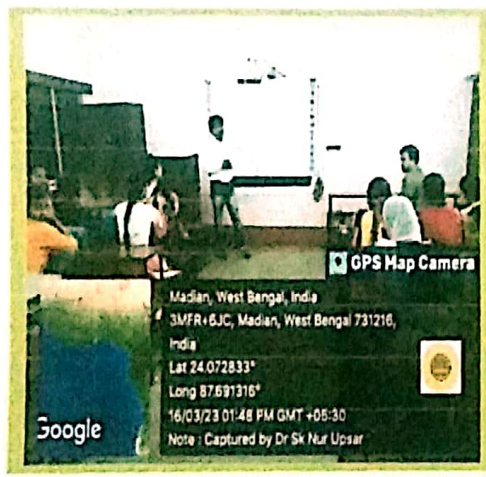 GPS Map Camera
Madian, West Bengal, India
3MFR+6JC, Madian, West Bengal 731216,
India
Lat 24.072833°
Long 87.691316°
16/03/23 01:48 PM GMT +05:30
Note : Captured by Dr Sk Nur Upsar
Google